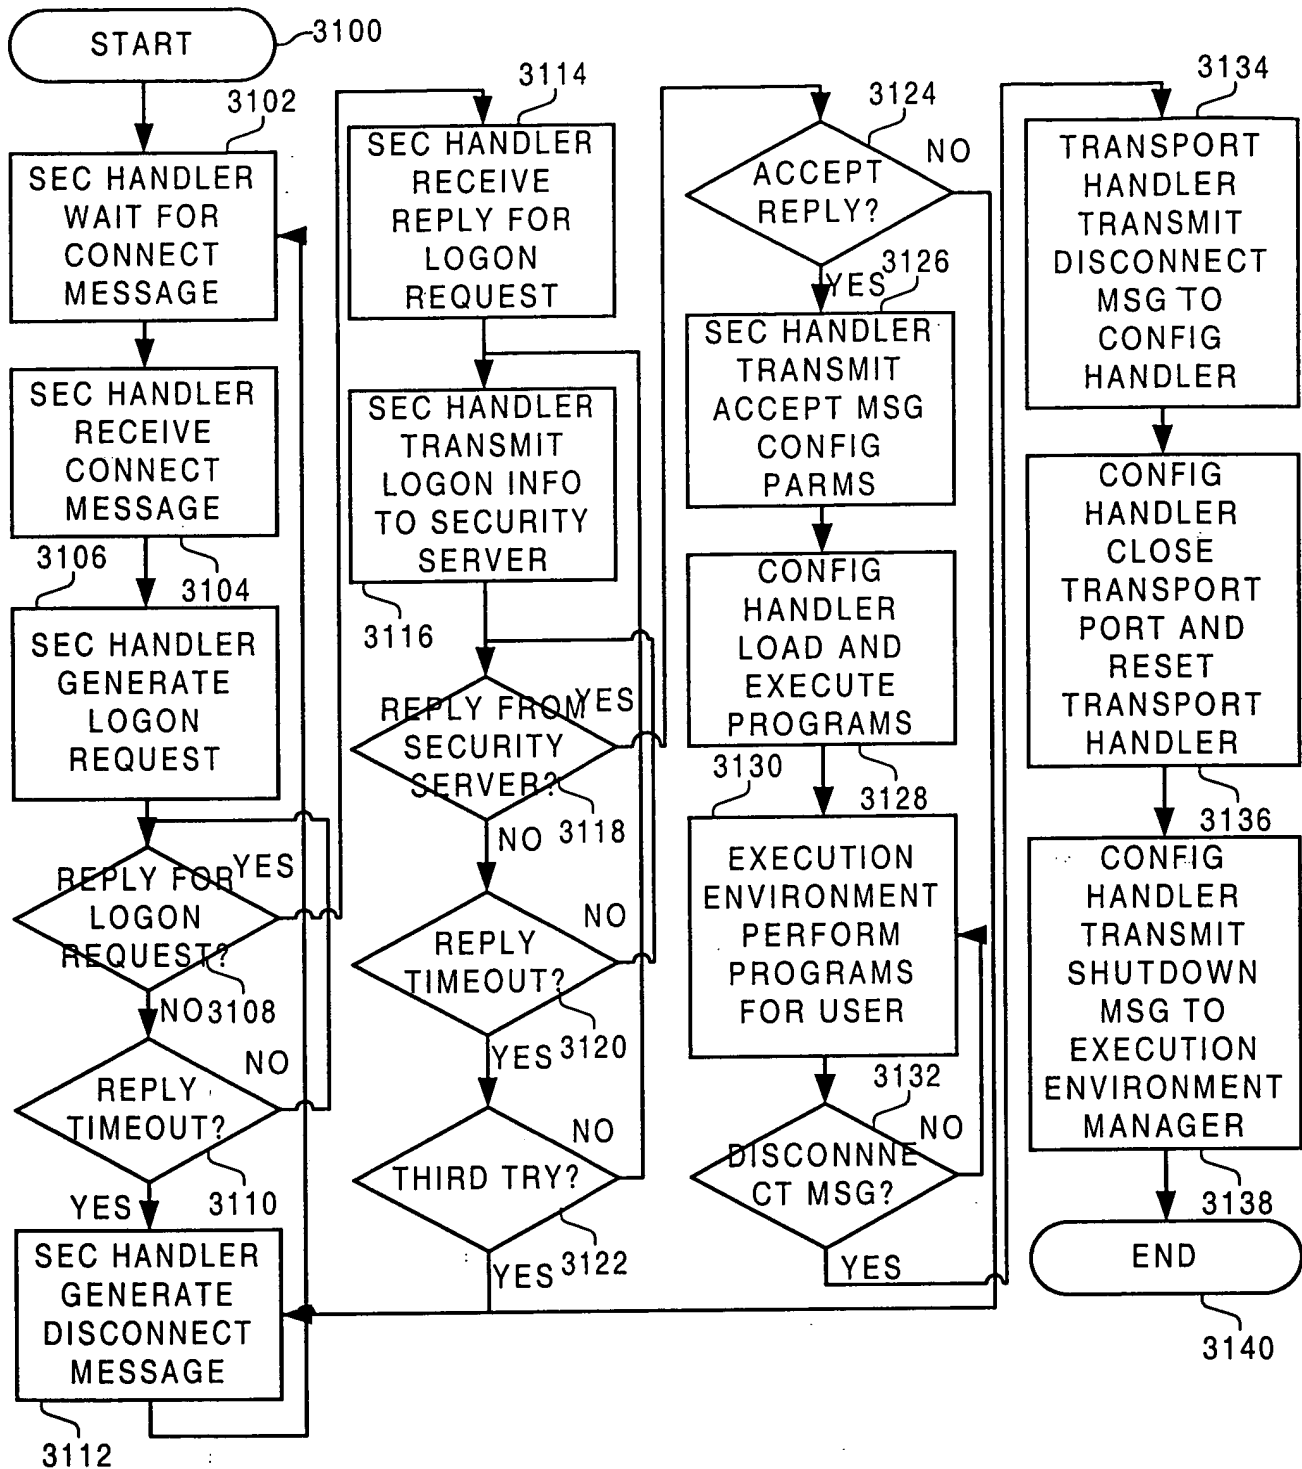 START
3100
3102
SEC HANDLER
WAIT FOR
CONNECT
MESSAGE
SEC HANDLER
RECEIVE
CONNECT
MESSAGE
3104
3106
SEC HANDLER
GENERATE
LOGON
REQUEST
REPLY FOR
LOGON
REQUEST?
YES
NO
3108
REPLY
TIMEOUT?
NO
3110
YES
SEC HANDLER
GENERATE
DISCONNECT
MESSAGE
3112
3114
SEC HANDLER
RECEIVE
REPLY FOR
LOGON
REQUEST
SEC HANDLER
TRANSMIT
LOGON INFO
TO SECURITY
SERVER
3116
REPLY FROM
SECURITY
SERVER?
YES
3118
NO
REPLY
TIMEOUT?
NO
3120
YES
THIRD TRY?
NO
3122
YES
3124
ACCEPT
REPLY?
NO
YES
3126
SEC HANDLER
TRANSMIT
ACCEPT MSG
CONFIG
PARMS
CONFIG
HANDLER
LOAD AND
EXECUTE
PROGRAMS
3128
3130
EXECUTION
ENVIRONMENT
PERFORM
PROGRAMS
FOR USER
3132
DISCONNNE
CT MSG?
NO
YES
3134
TRANSPORT
HANDLER
TRANSMIT
DISCONNECT
MSG TO
CONFIG
HANDLER
CONFIG
HANDLER
CLOSE
TRANSPORT
PORT AND
RESET
TRANSPORT
HANDLER
3136
CONFIG
HANDLER
TRANSMIT
SHUTDOWN
MSG TO
EXECUTION
ENVIRONMENT
MANAGER
3138
END
3140